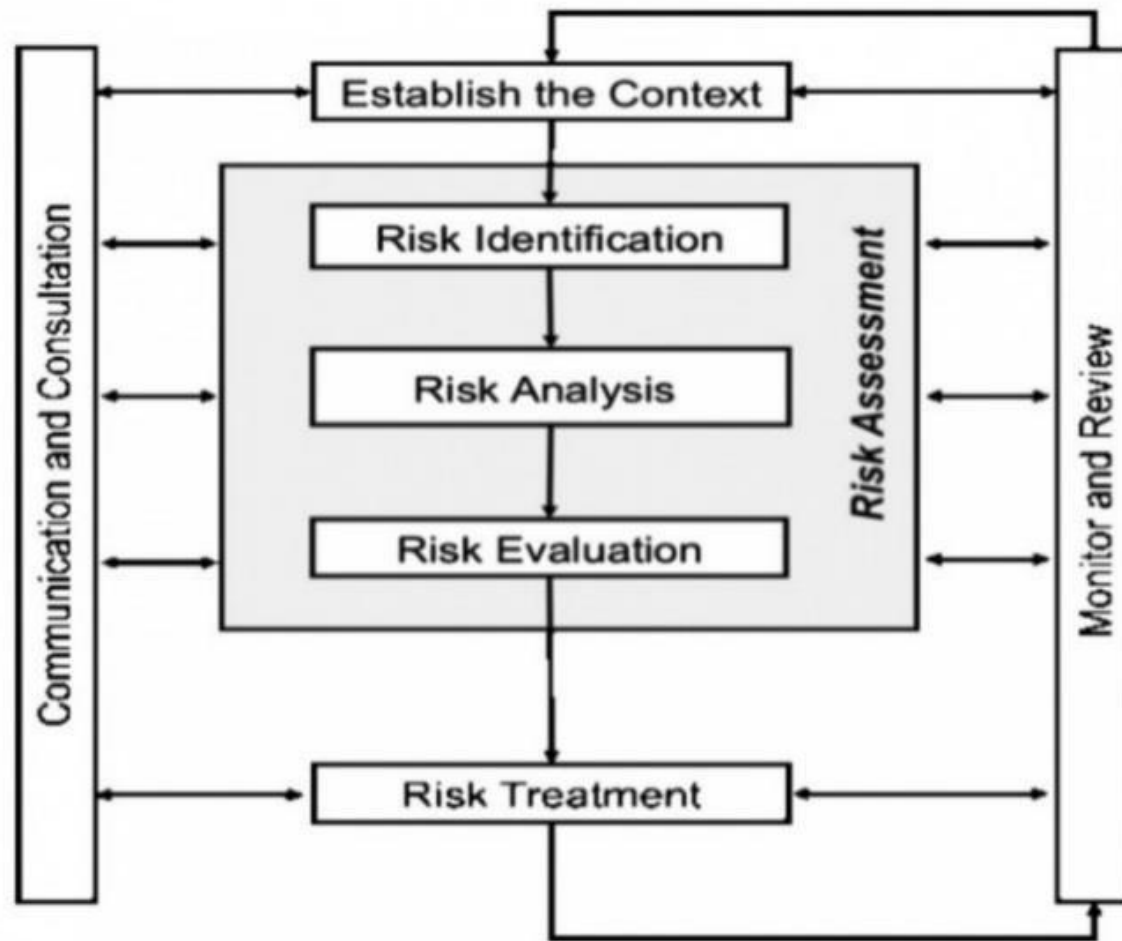 Establish the Context
Communication and Consultation
Risk Identification
Risk Analysis
Risk Evaluation
Risk Assessment
Monitor and Review
Risk Treatment